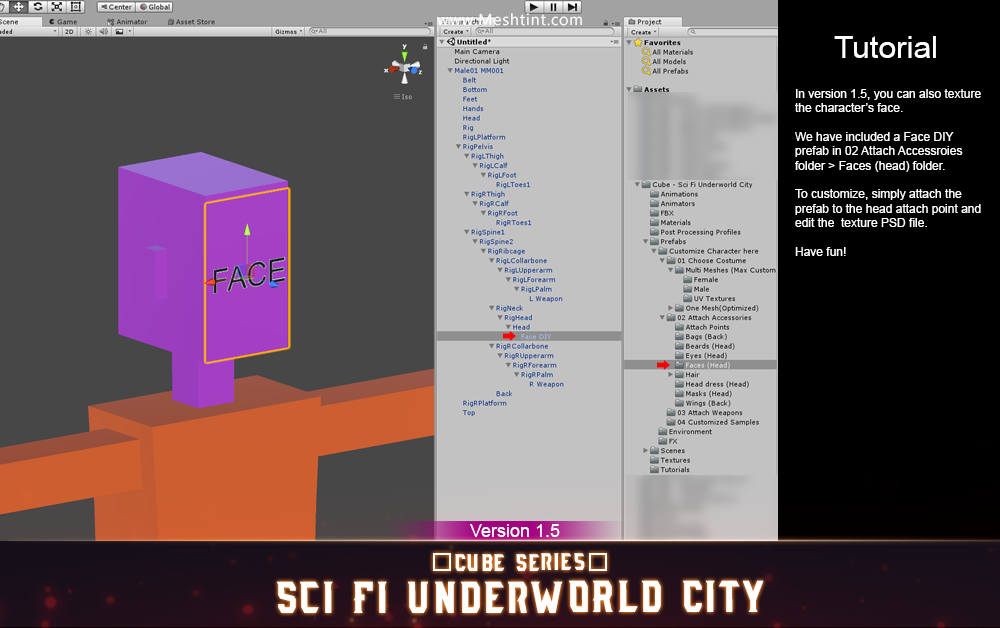 www.Meshtint.com
Center
Global
Scene
Game
Animator
Asset Store
2D
Gizmos
All
y
x
z
Iso
FACE
Create
All
Untitled*
Main Camera
Directional Light
Male01 MM001
Belt
Bottom
Feet
Hands
Head
Rig
RigLPlatform
RigPelvis
RigLThigh
RigLCalf
RigLFoot
RigLToes1
RigRThigh
RigRCalf
RigRFoot
RigRToes1
RigSpine1
RigSpine2
RigRibcage
RigLCollarbone
RigLUpperarm
RigLForearm
RigLPalm
L Weapon
RigNeck
RigHead
Head
Face DIY
RigRCollarbone
RigRUpperarm
RigRForearm
RigRPalm
R Weapon
Back
RigRPlatform
Top
Project
Create
Favorites
All Materials
All Models
All Prefabs
Assets
Cube - Sci Fi Underworld City
Animations
Animators
FBX
Materials
Post Processing Profiles
Prefabs
Customize Character here
01 Choose Costume
Multi Meshes (Max Custom
Female
Male
UV Textures
One Mesh(Optimized)
02 Attach Accessories
Attach Points
Bags (Back)
Beards (Head)
Eyes (Head)
Faces (Head)
Hair
Head dress (Head)
Masks (Head)
Wings (Back)
03 Attach Weapons
04 Customized Samples
Environment
FX
Scenes
Textures
Tutorials
Tutorial
In version 1.5, you can also texture
the character's face.
We have included a Face DIY
prefab in 02 Attach Accessroies
folder > Faces (head) folder.
To customize, simply attach the
prefab to the head attach point and
edit the texture PSD file.
Have fun!
Version 1.5
CUBE SERIES
SCI FI UNDERWORLD CITY